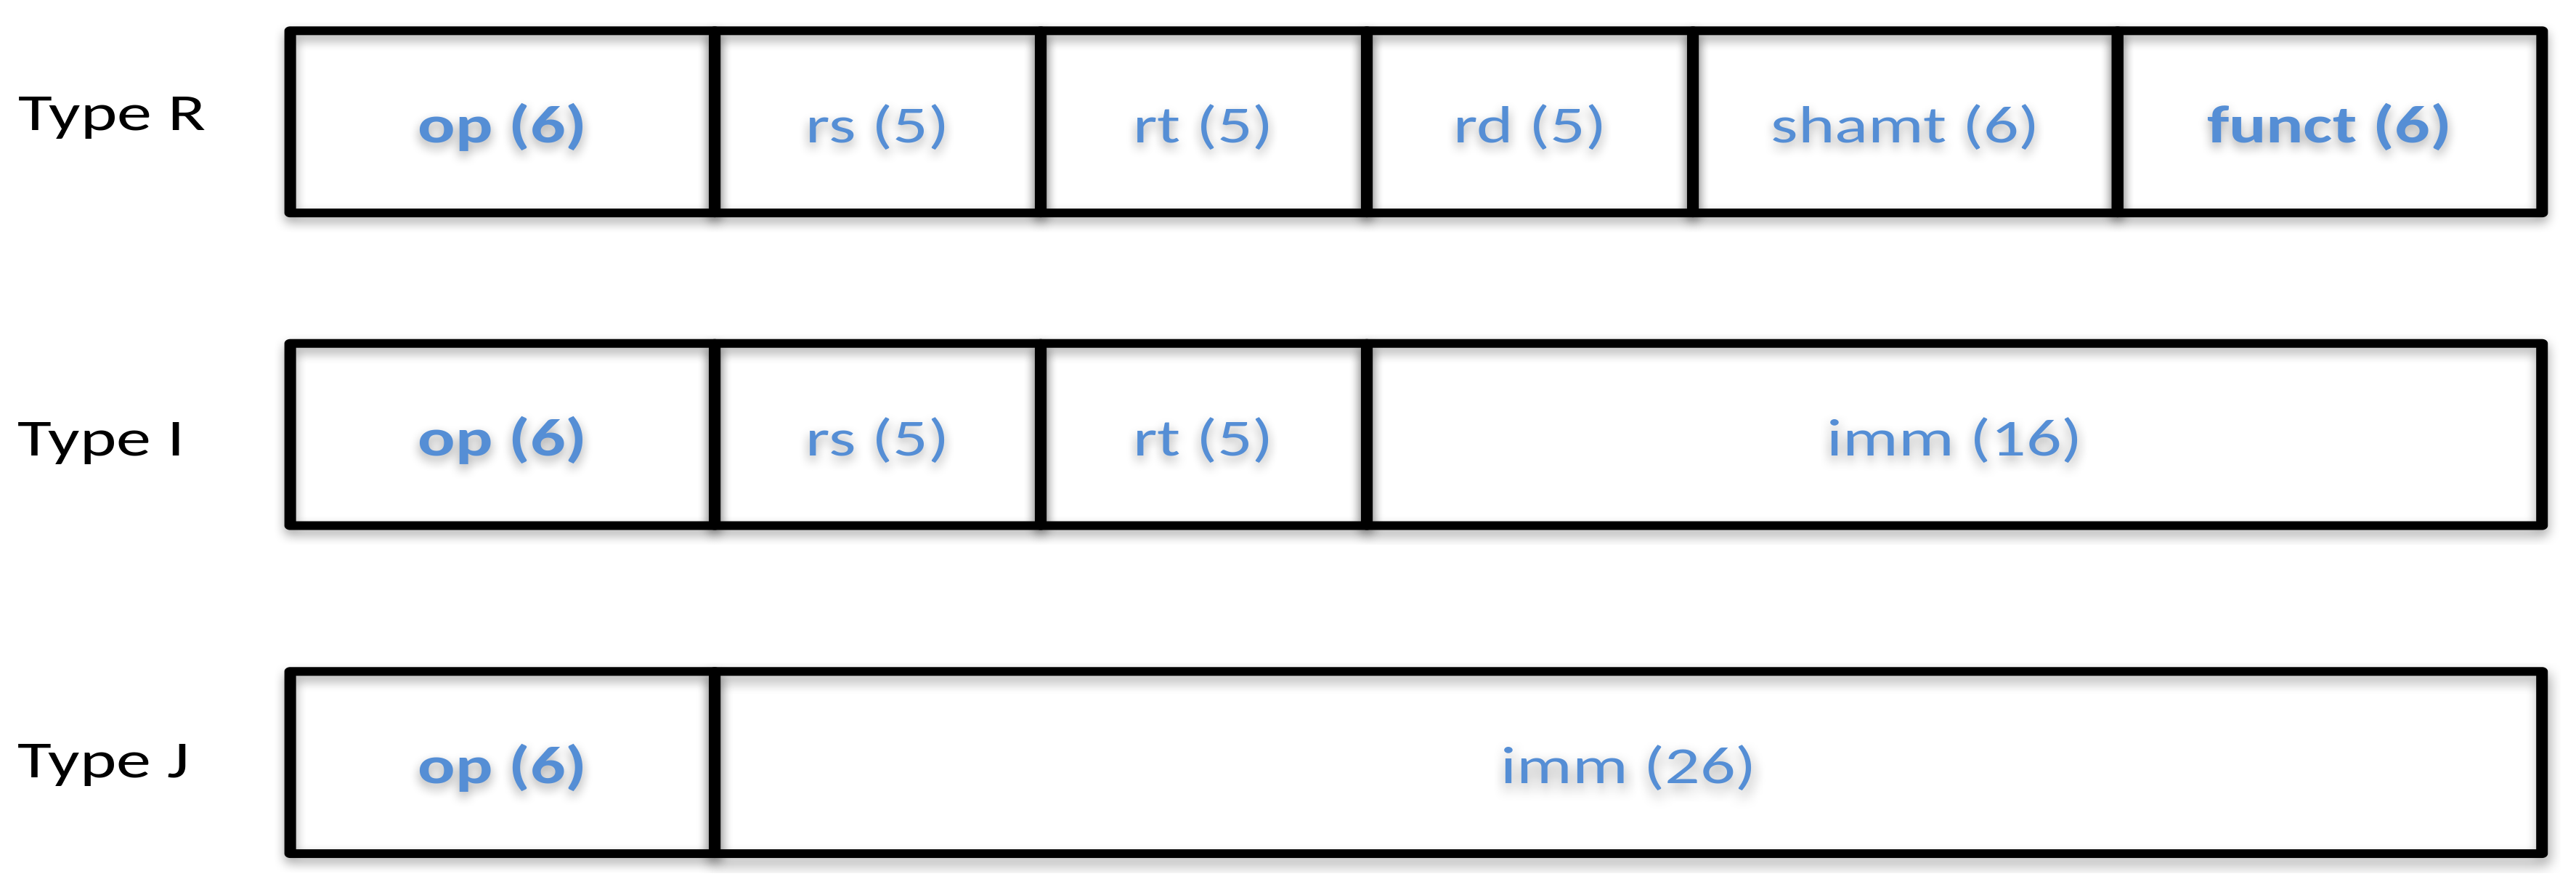 Type R op (6) rs (5) rt (5) rd (5) shamt (6) funct (6)
Type I op (6) rs (5) rt (5) imm (16)
Type J op (6) imm (26)